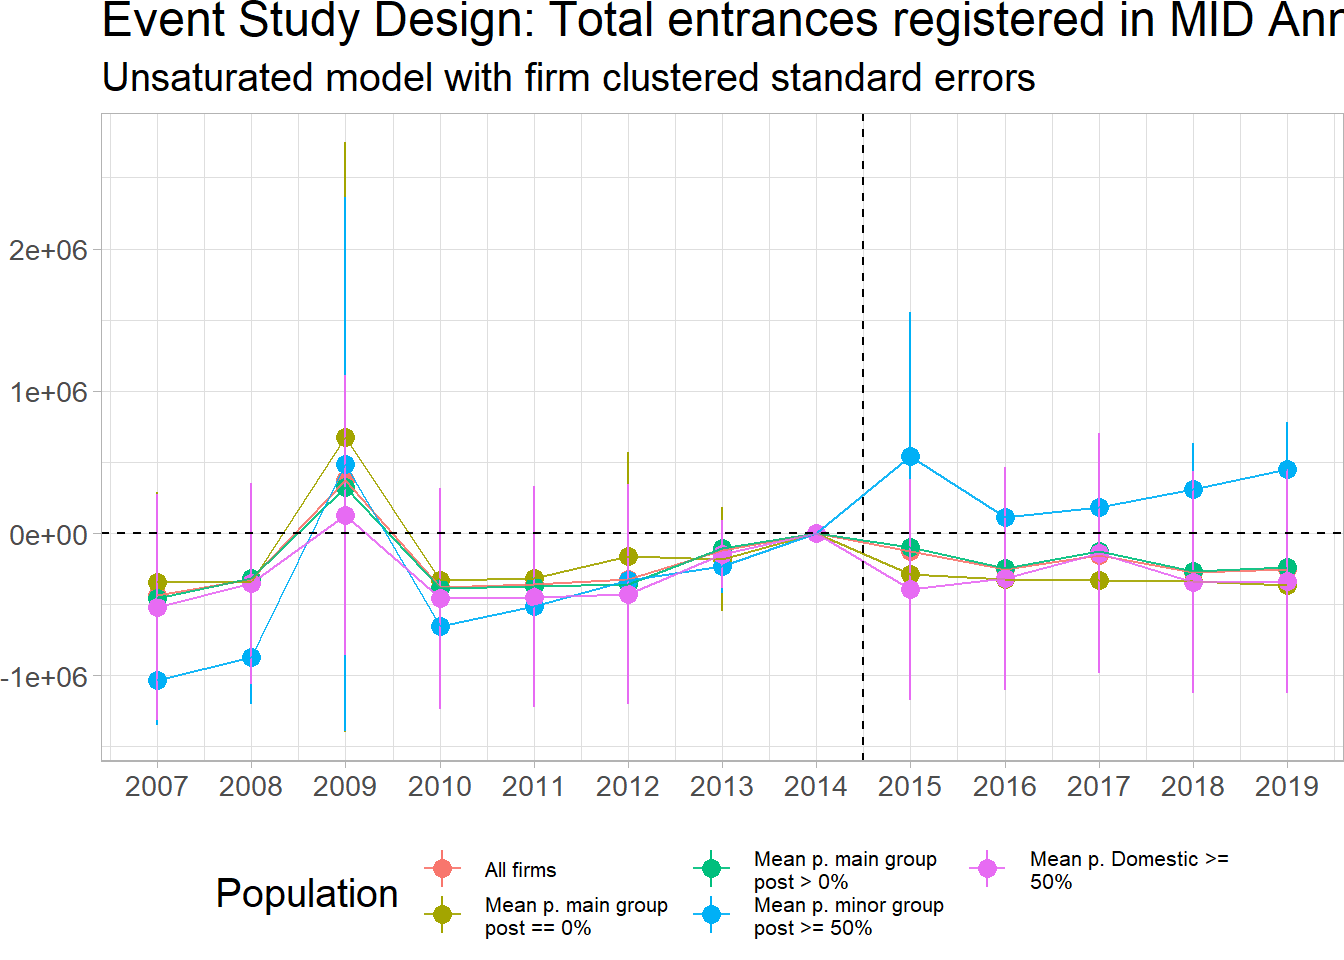 Event Study Design: Total entrances registered in MID Ann
Unsaturated model with firm clustered standard errors
2e+06
1e+06
0e+00
-1e+06
2007 2008 2009 2010 2011 2012 2013 2014 2015 2016 2017 2018 2019
Population
All firms
Mean p. main group
post == 0%
Mean p. main group
post > 0%
Mean p. minor group
post >= 50%
Mean p. Domestic >=
50%